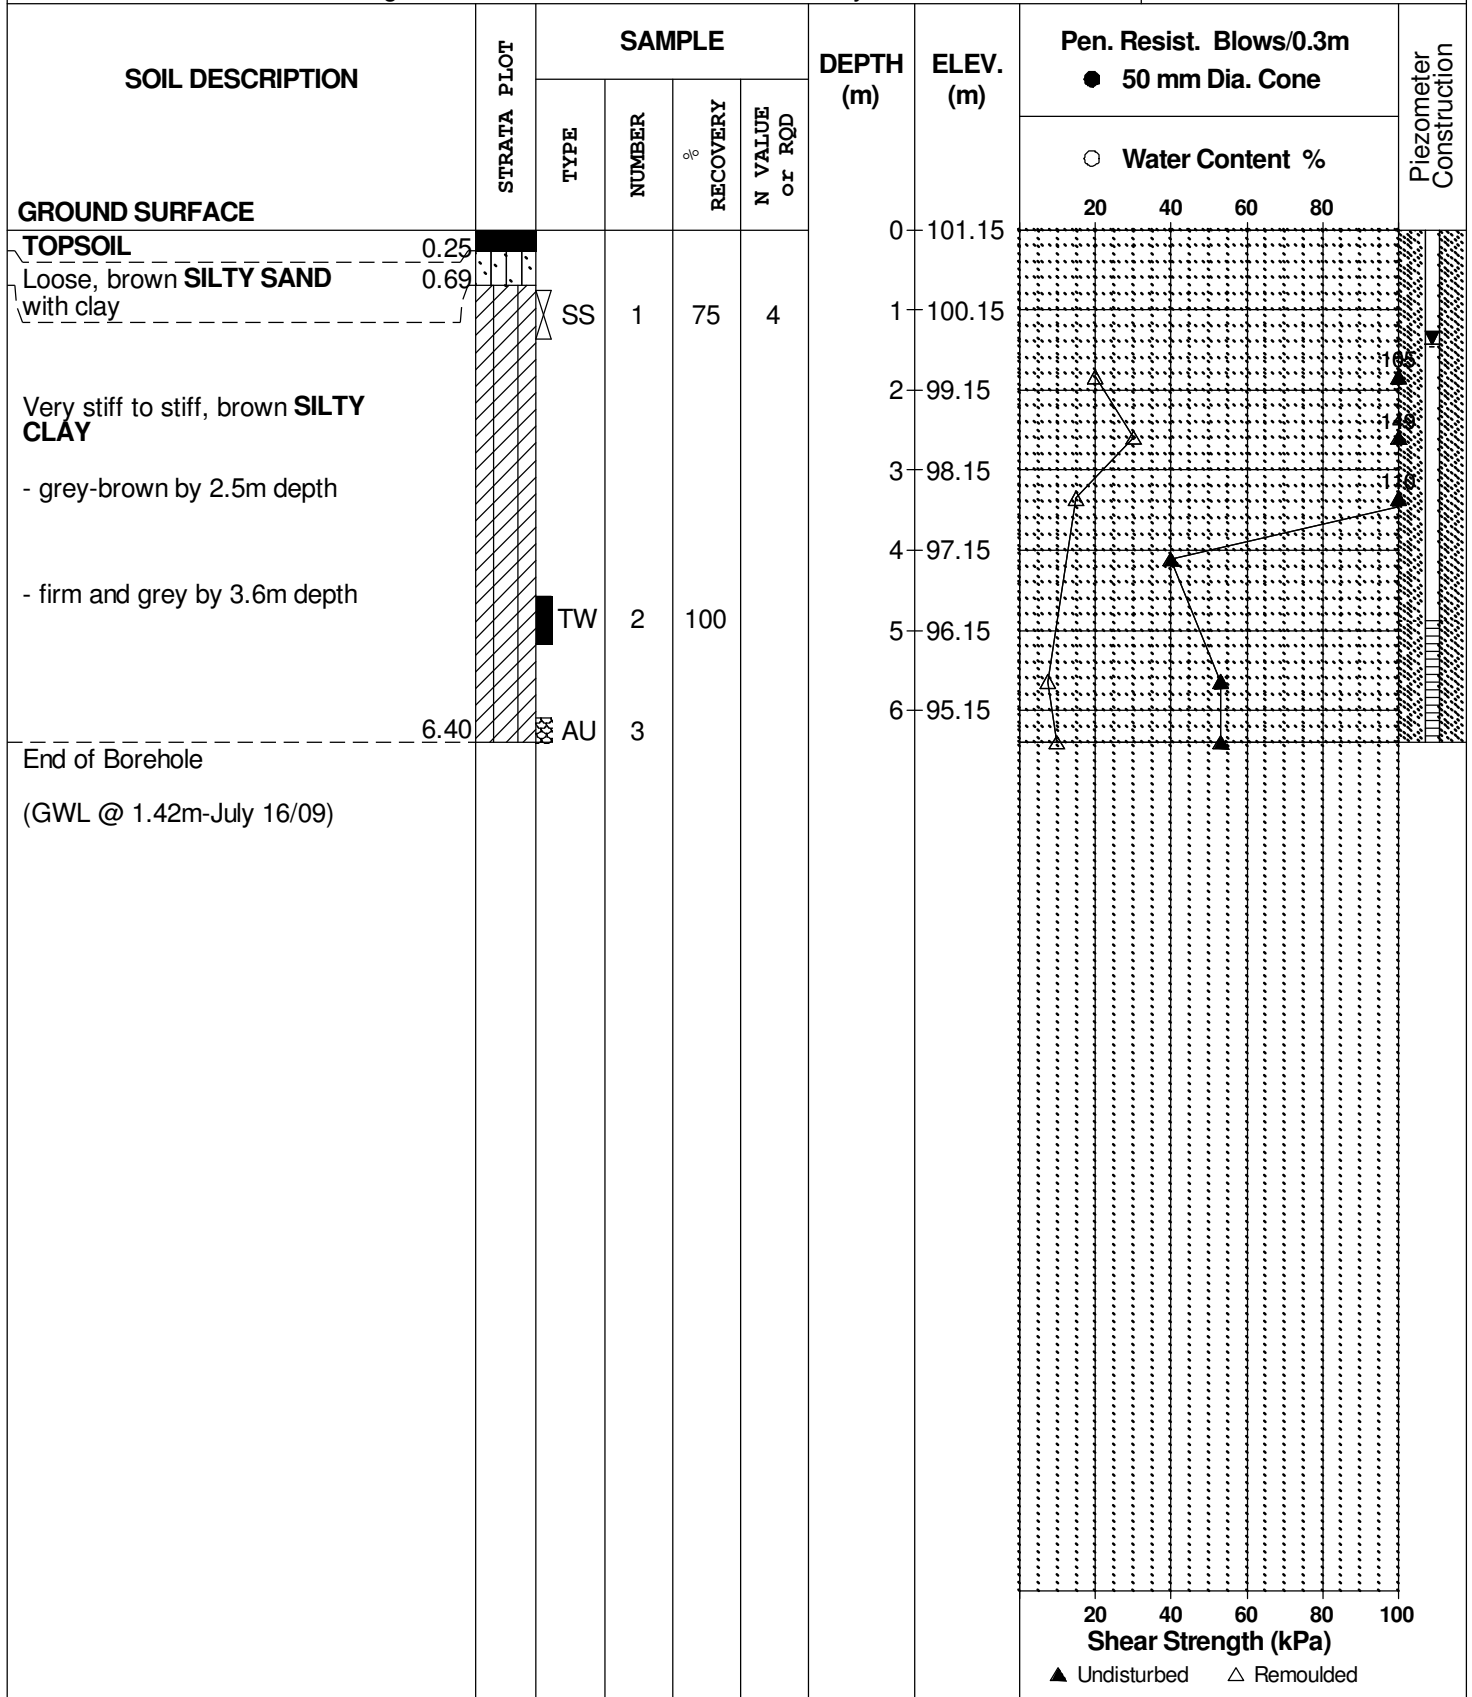 SOIL DESCRIPTION
GROUND SURFACE
STRATA PLOT
SAMPLE
TYPE
NUMBER
% RECOVERY
N VALUE or RQD
DEPTH (m)
ELEV. (m)
Pen. Resist. Blows/0.3m
● 50 mm Dia. Cone
○ Water Content %
20 40 60 80
Piezometer Construction
TOPSOIL 0.25
Loose, brown SILTY SAND 0.69
with clay
SS 1 75 4
Very stiff to stiff, brown SILTY
CLAY
- grey-brown by 2.5m depth
- firm and grey by 3.6m depth
TW 2 100
6.40
AU 3
End of Borehole
(GWL @ 1.42m-July 16/09)
0 101.15
1 100.15
2 99.15
3 98.15
4 97.15
5 96.15
6 95.15
110
20 40 60 80 100
Shear Strength (kPa)
▲ Undisturbed △ Remoulded